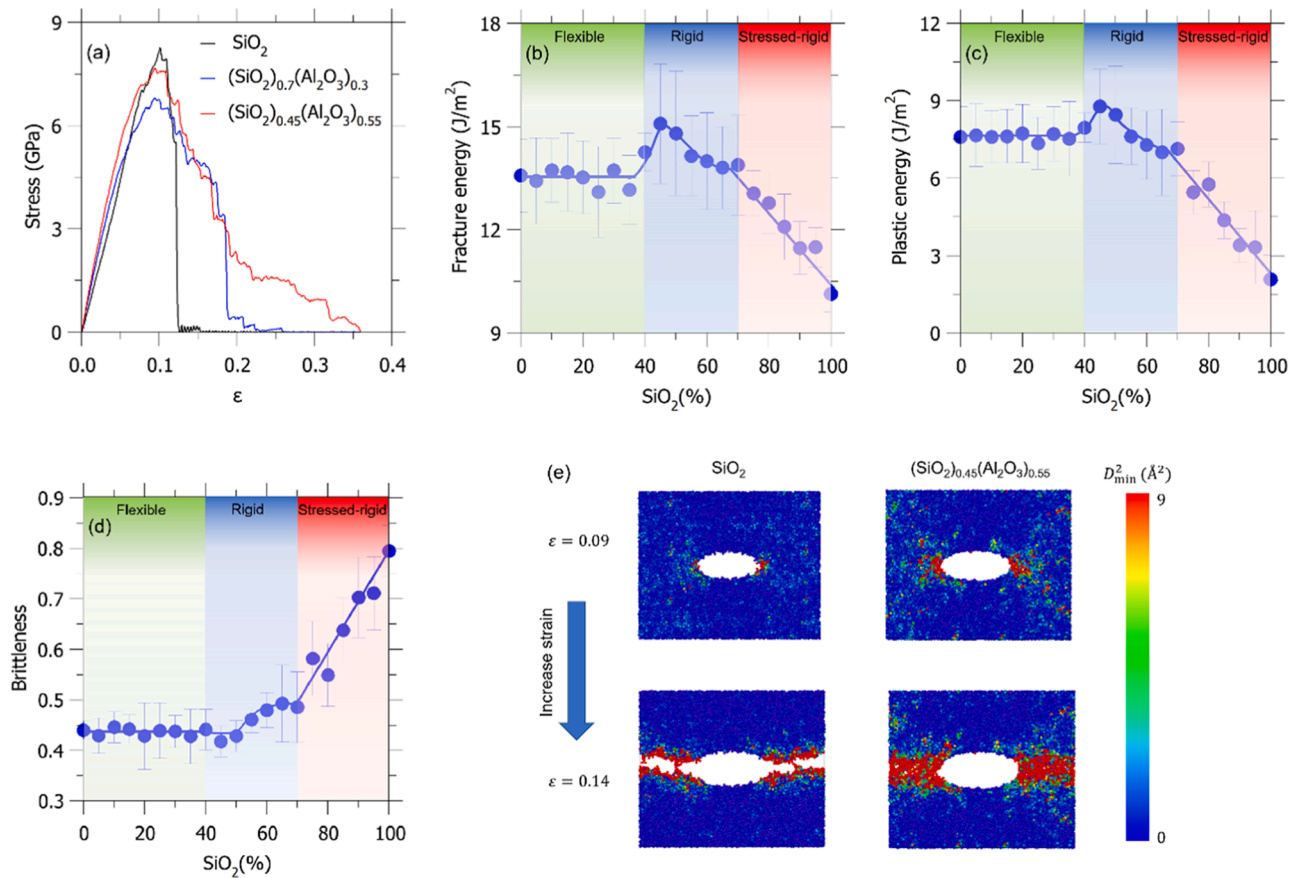 (a)
SiO2
(SiO2)0.7(Al2O3)0.3
(SiO2)0.45(Al2O3)0.55
Stress (GPa)
9
6
3
0
0.0 0.1 0.2 0.3 0.4
ε
(b)
Flexible Rigid Stressed-rigid
Fracture energy (J/m2)
18
15
12
9
0 20 40 60 80 100
SiO2(%)
(c)
Flexible Rigid Stressed-rigid
Plastic energy (J/m2)
12
9
6
3
0
0 20 40 60 80 100
SiO2(%)
(d)
Flexible Rigid Stressed-rigid
Brittleness
0.9
0.8
0.7
0.6
0.5
0.4
0.3
0 20 40 60 80 100
SiO2(%)
(e)
SiO2 (SiO2)0.45(Al2O3)0.55
D2min (Å2)
9
0
ε = 0.09
Increase strain
ε = 0.14